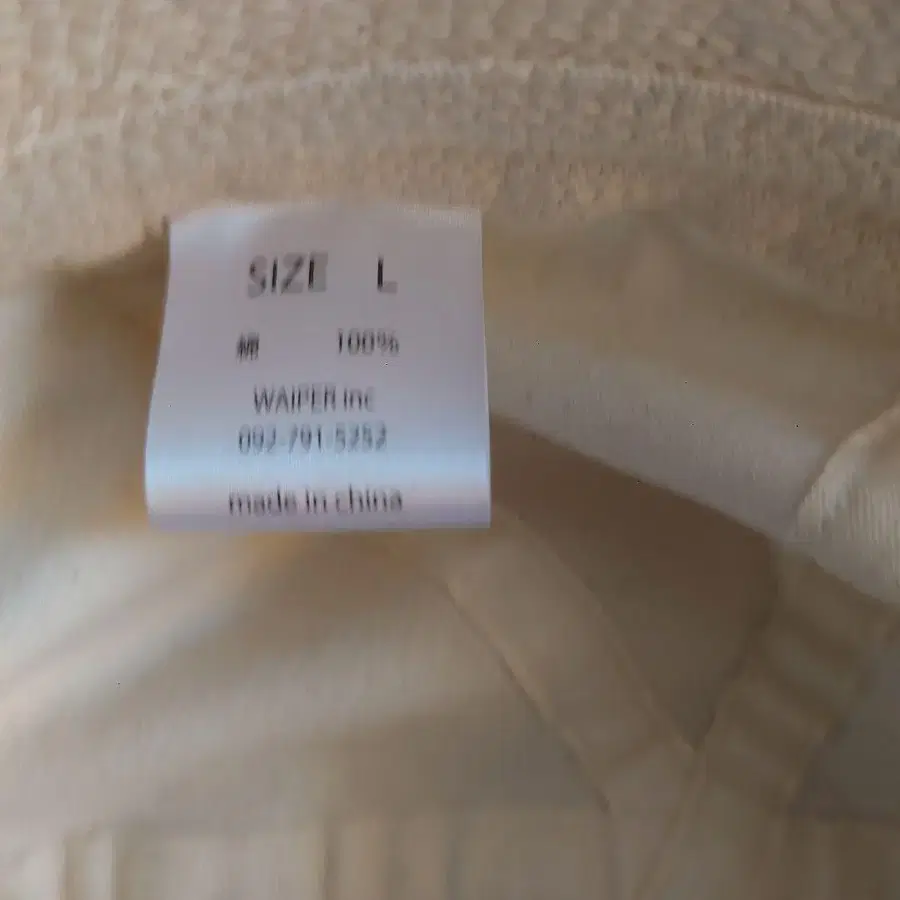 SIZE L
綿 100%
WAIPER inc
092-791-5252
made in china